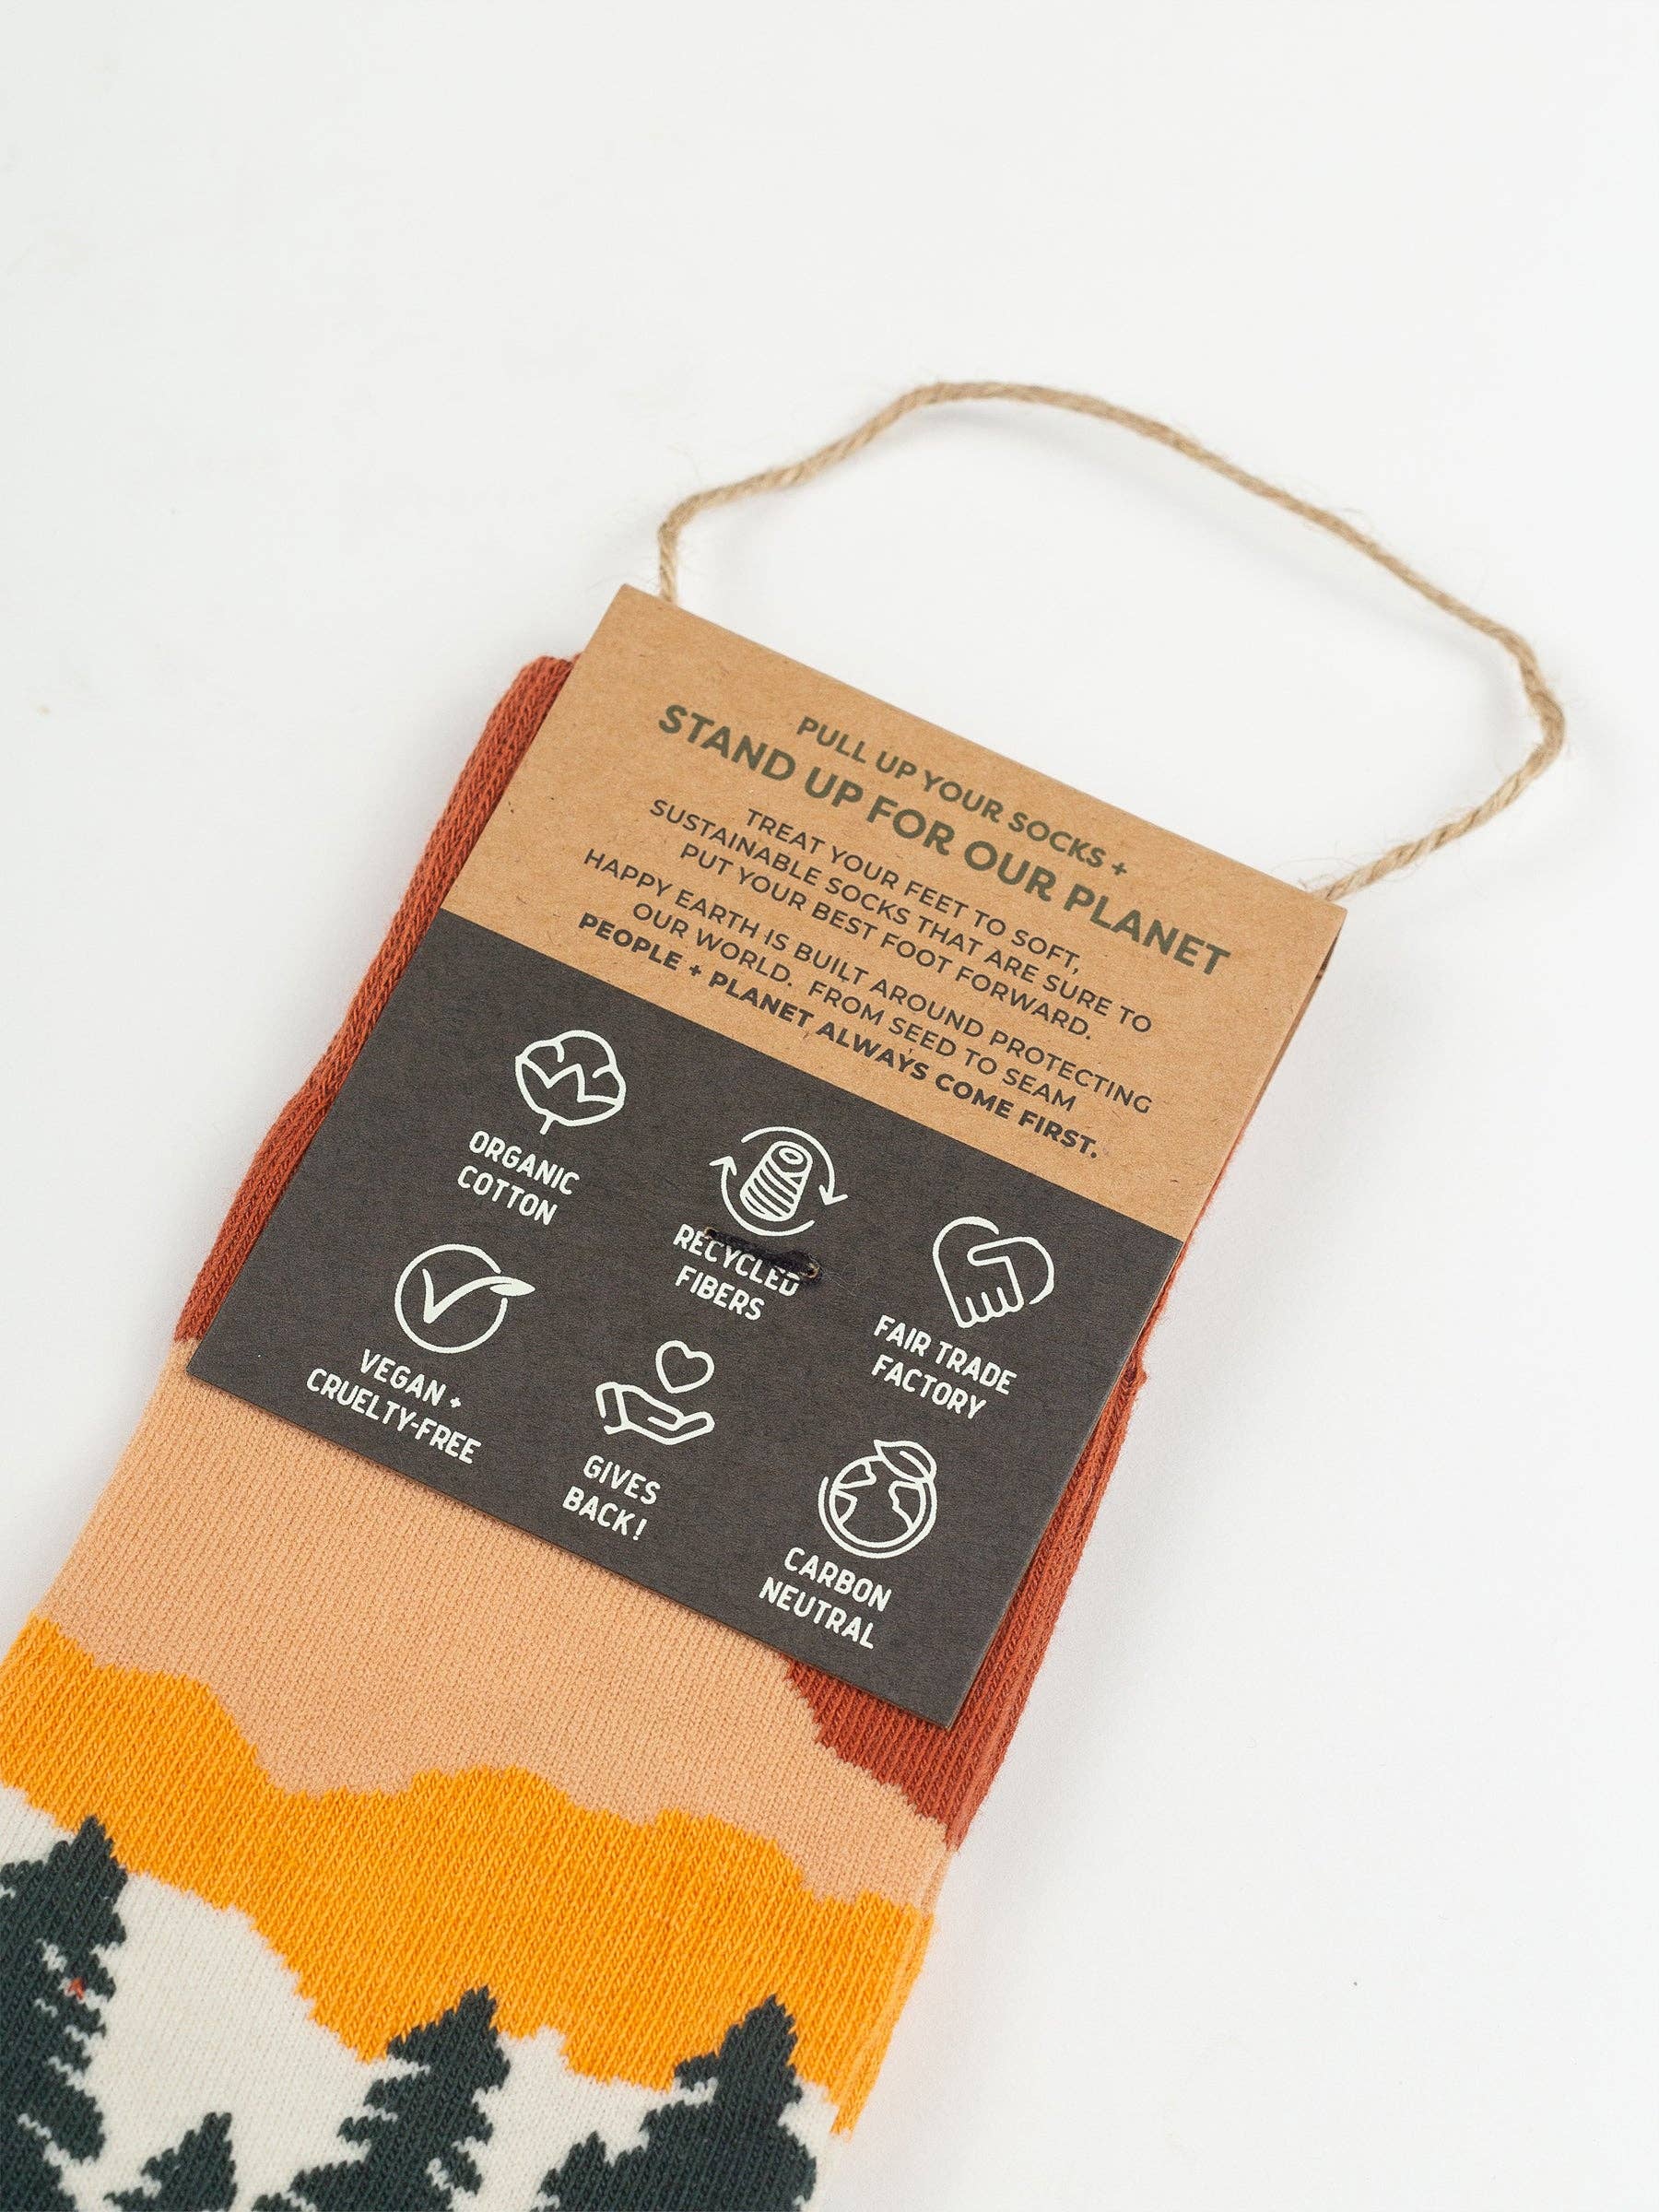 PULL UP YOUR SOCKS +
STAND UP FOR OUR PLANET
TREAT YOUR FEET TO SOFT,
SUSTAINABLE SOCKS THAT ARE SURE TO
PUT YOUR BEST FOOT FORWARD.
HAPPY EARTH IS BUILT AROUND PROTECTING
OUR WORLD. FROM SEED TO SEAM
PEOPLE + PLANET ALWAYS COME FIRST.
ORGANIC
COTTON
RECYCLED
FIBERS
FAIR TRADE
FACTORY
VEGAN +
CRUELTY-FREE
GIVES
BACK!
CARBON
NEUTRAL